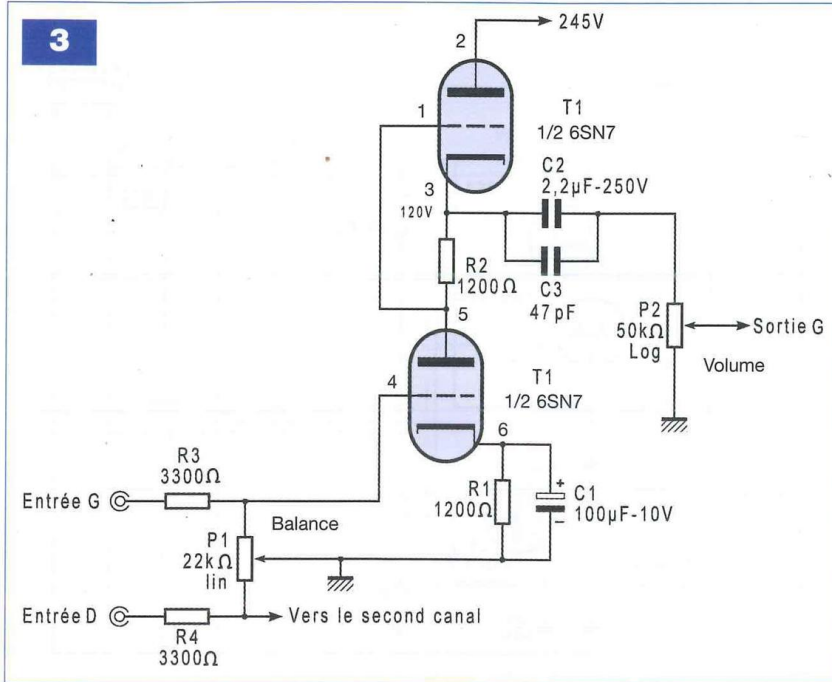 3
2
245V
1
T1
1/2 6SN7
C2
2,2µF-250V
3
120V
R2
1200Ω
C3
47pF
P2
50kΩ
Log
Sortie G
Volume
5
T1
1/2 6SN7
4
6
R3
3300Ω
Entrée G
Balance
P1
22kΩ
lin
R1
1200Ω
+
C1
100µF-10V
−
Entrée D
Vers le second canal
R4
3300Ω